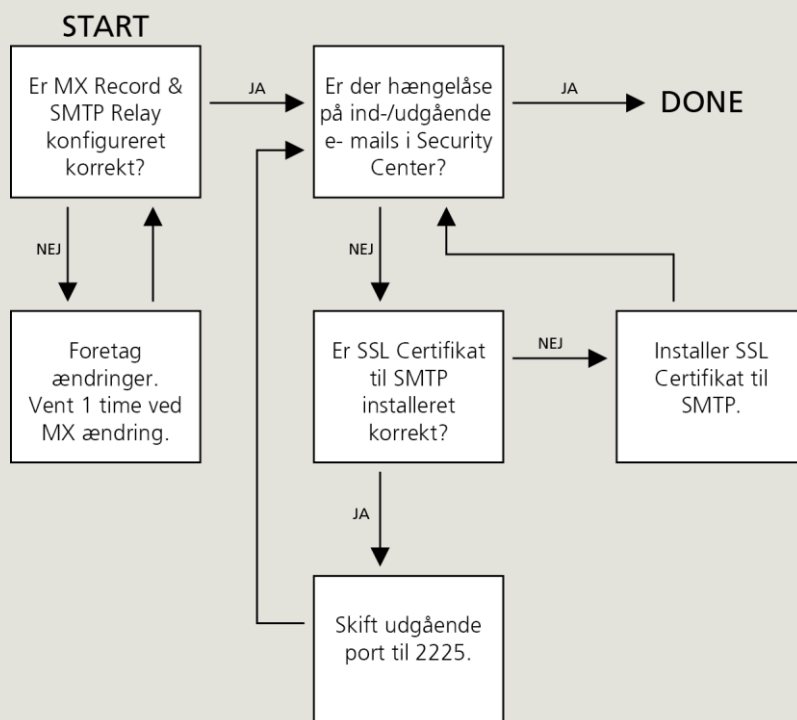 START
Er MX Record &
SMTP Relay
konfigureret
korrekt?
JA
Er der hængelåse
på ind-/udgående
e- mails i Security
Center?
JA
DONE
NEJ
NEJ
Foretag
ændringer.
Vent 1 time ved
MX ændring.
Er SSL Certifikat
til SMTP
installeret
korrekt?
NEJ
Installer SSL
Certifikat til
SMTP.
JA
Skift udgående
port til 2225.